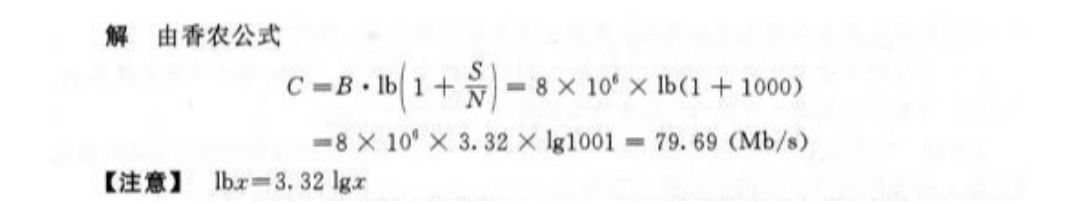 解 由香农公式
C = B · lb(1 + S/N) = 8 × 10⁶ × lb(1 + 1000)
=8 × 10⁶ × 3.32 × lg1001 = 79.69 (Mb/s)
【注意】 lbx=3.32 lgx